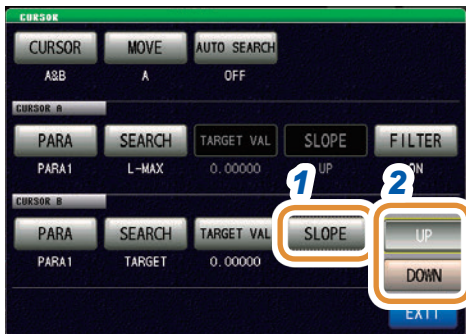 CURSOR
CURSOR MOVE AUTO SEARCH
A&B A OFF
CURSOR A
PARA SEARCH TARGET VAL SLOPE FILTER
PARA1 L-MAX 0.00000 UP ON
1 2
CURSOR B
PARA SEARCH TARGET VAL SLOPE UP
PARA1 TARGET 0.00000
DOWN
EXIT